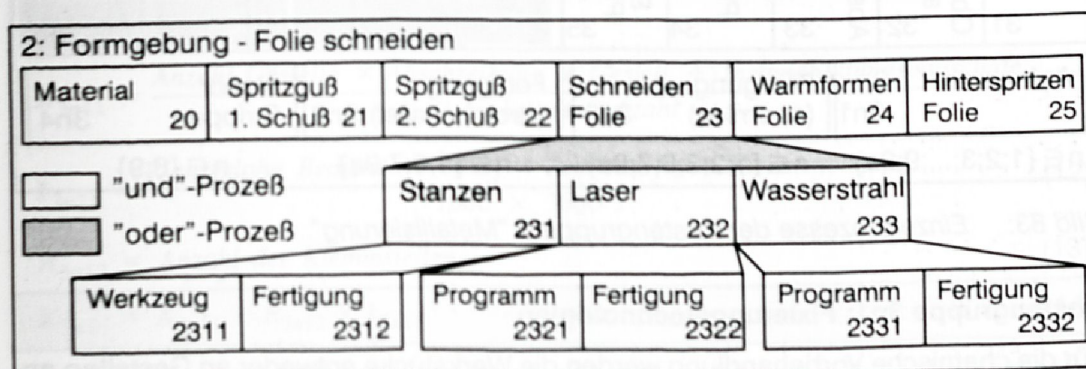 2: Formgebung - Folie schneiden
Material 20
Spritzguß 1. Schuß 21
Spritzguß 2. Schuß 22
Schneiden Folie 23
Warmformen Folie 24
Hinterspritzen Folie 25
"und"-Prozeß
"oder"-Prozeß
Stanzen 231
Laser 232
Wasserstrahl 233
Werkzeug 2311
Fertigung 2312
Programm 2321
Fertigung 2322
Programm 2331
Fertigung 2332